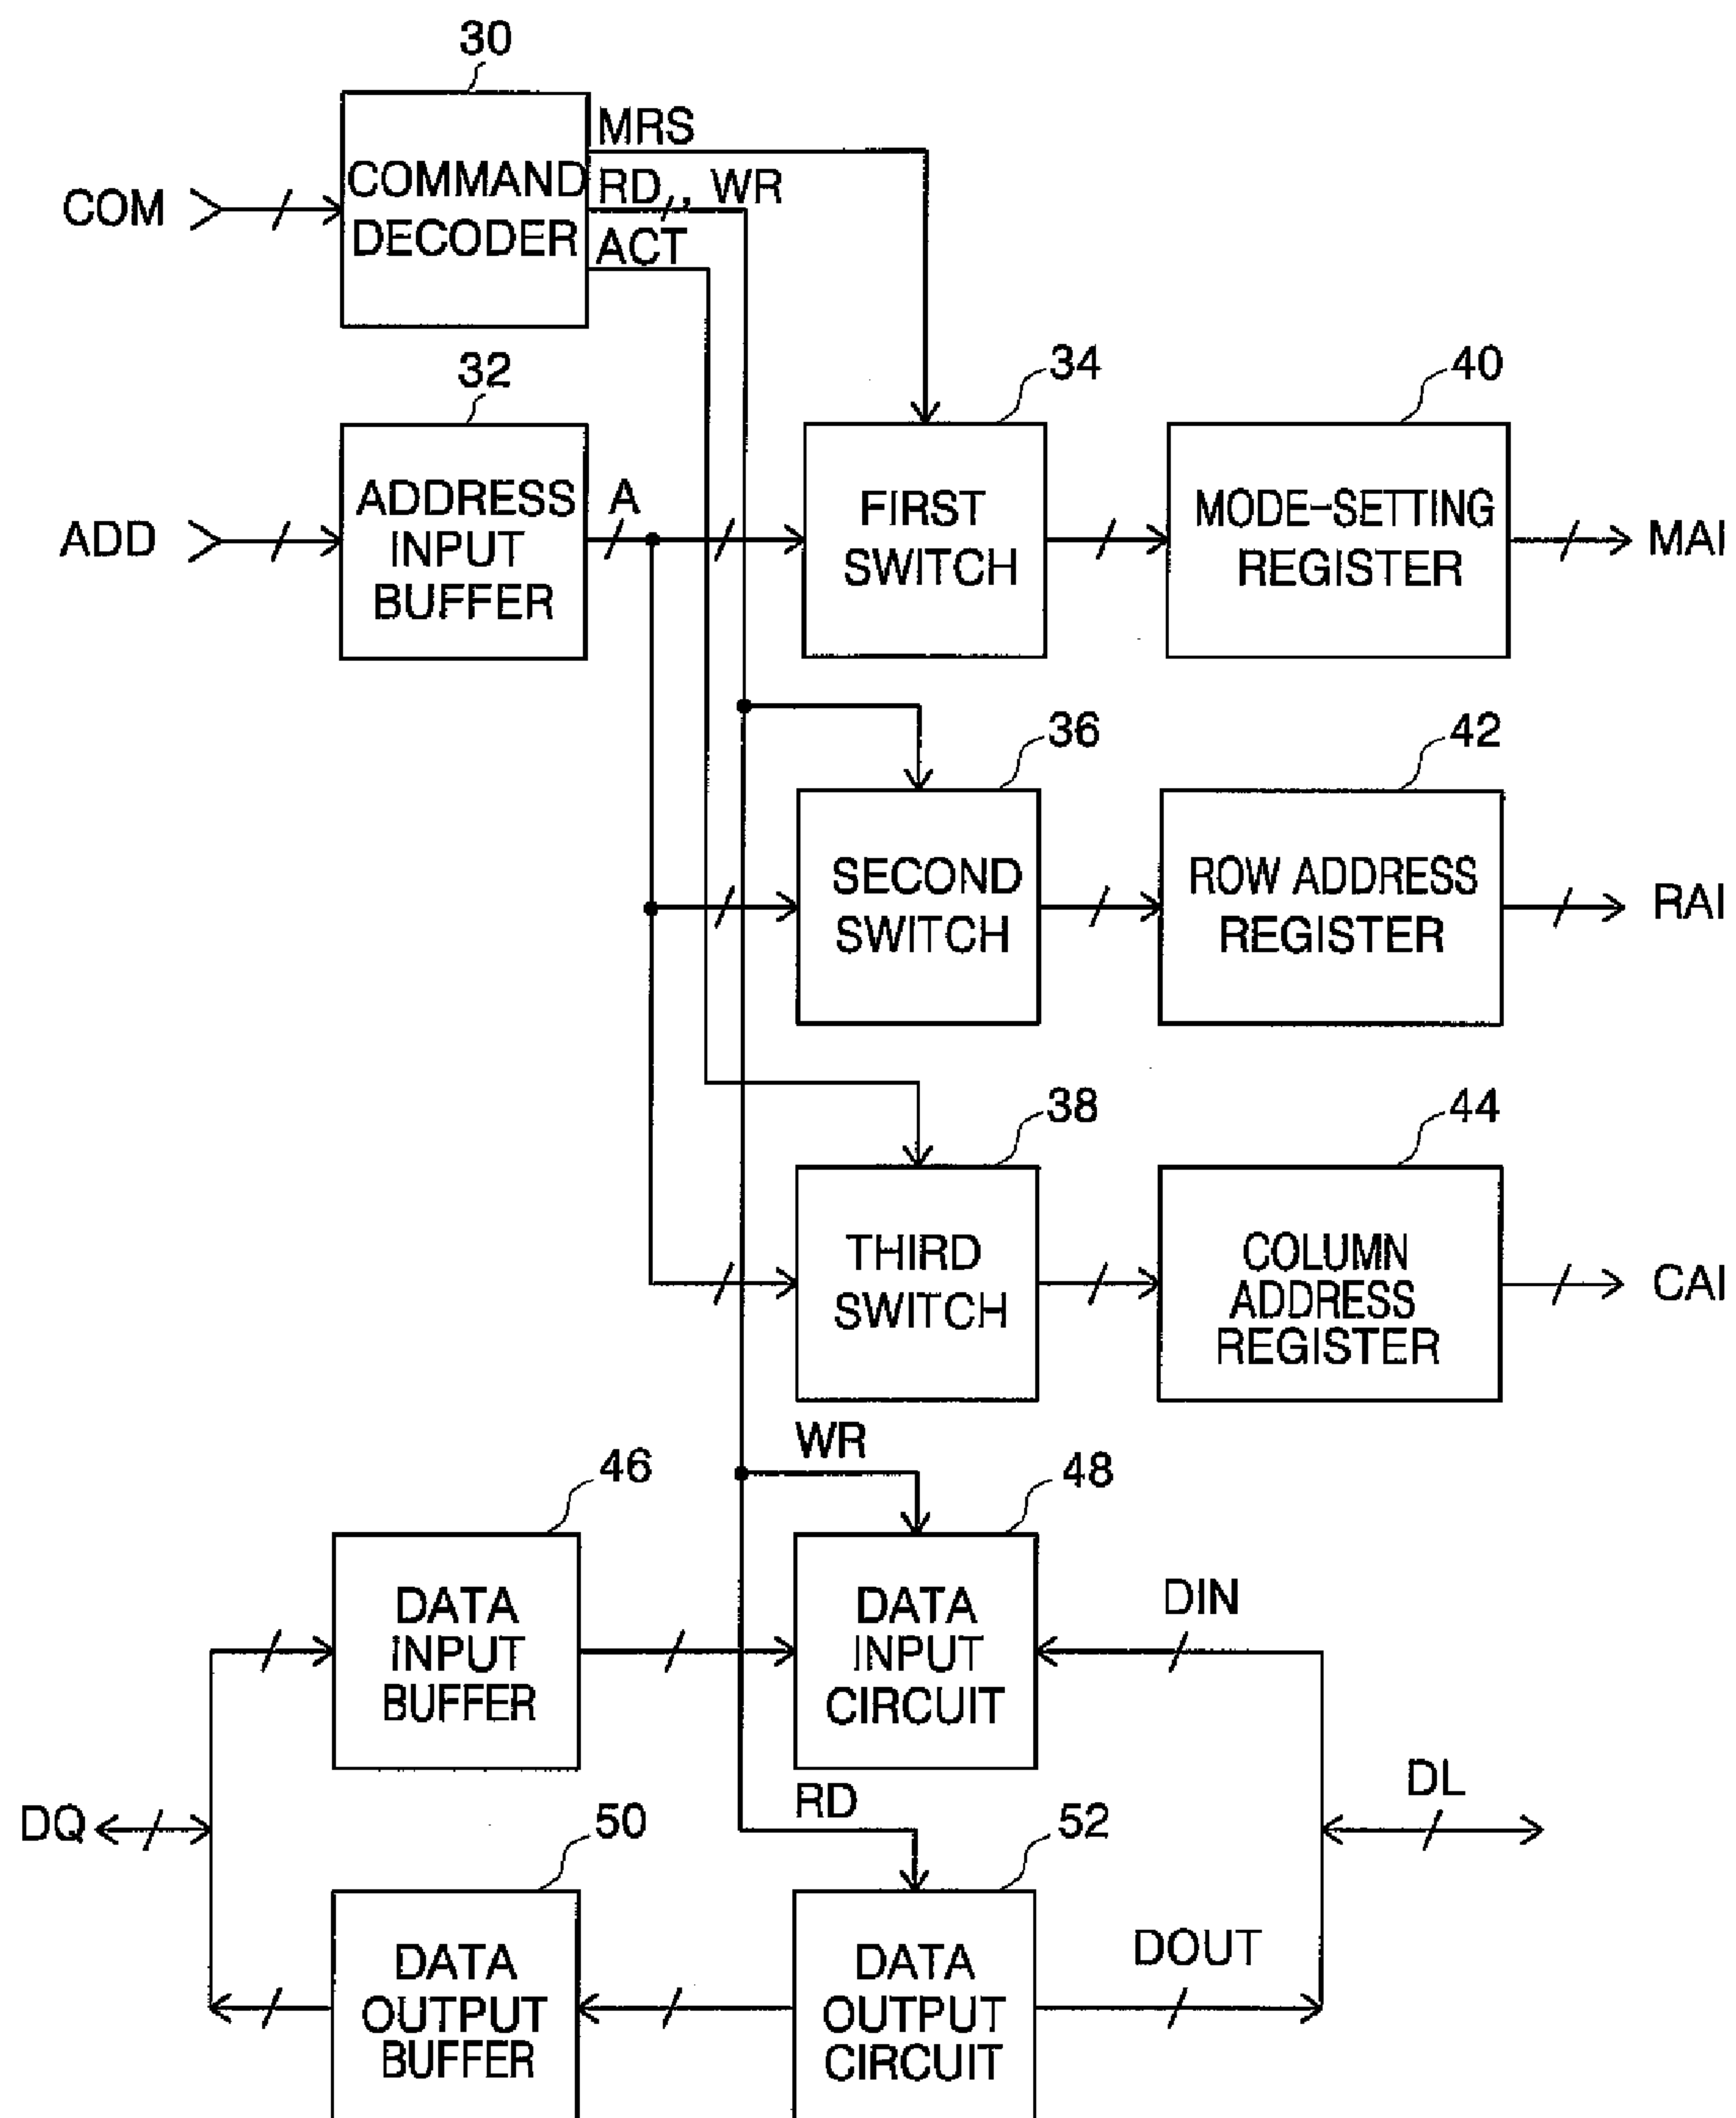 30
MRS
COM
COMMAND
DECODER
RD, WR
ACT
32
34
40
ADD
ADDRESS
INPUT
BUFFER
A
FIRST
SWITCH
MODE-SETTING
REGISTER
MAI
36
42
SECOND
SWITCH
ROW ADDRESS
REGISTER
RAI
38
44
THIRD
SWITCH
COLUMN
ADDRESS
REGISTER
CAI
WR
46
48
DATA
INPUT
BUFFER
DATA
INPUT
CIRCUIT
DIN
DQ
RD
DL
50
52
DATA
OUTPUT
BUFFER
DATA
OUTPUT
CIRCUIT
DOUT